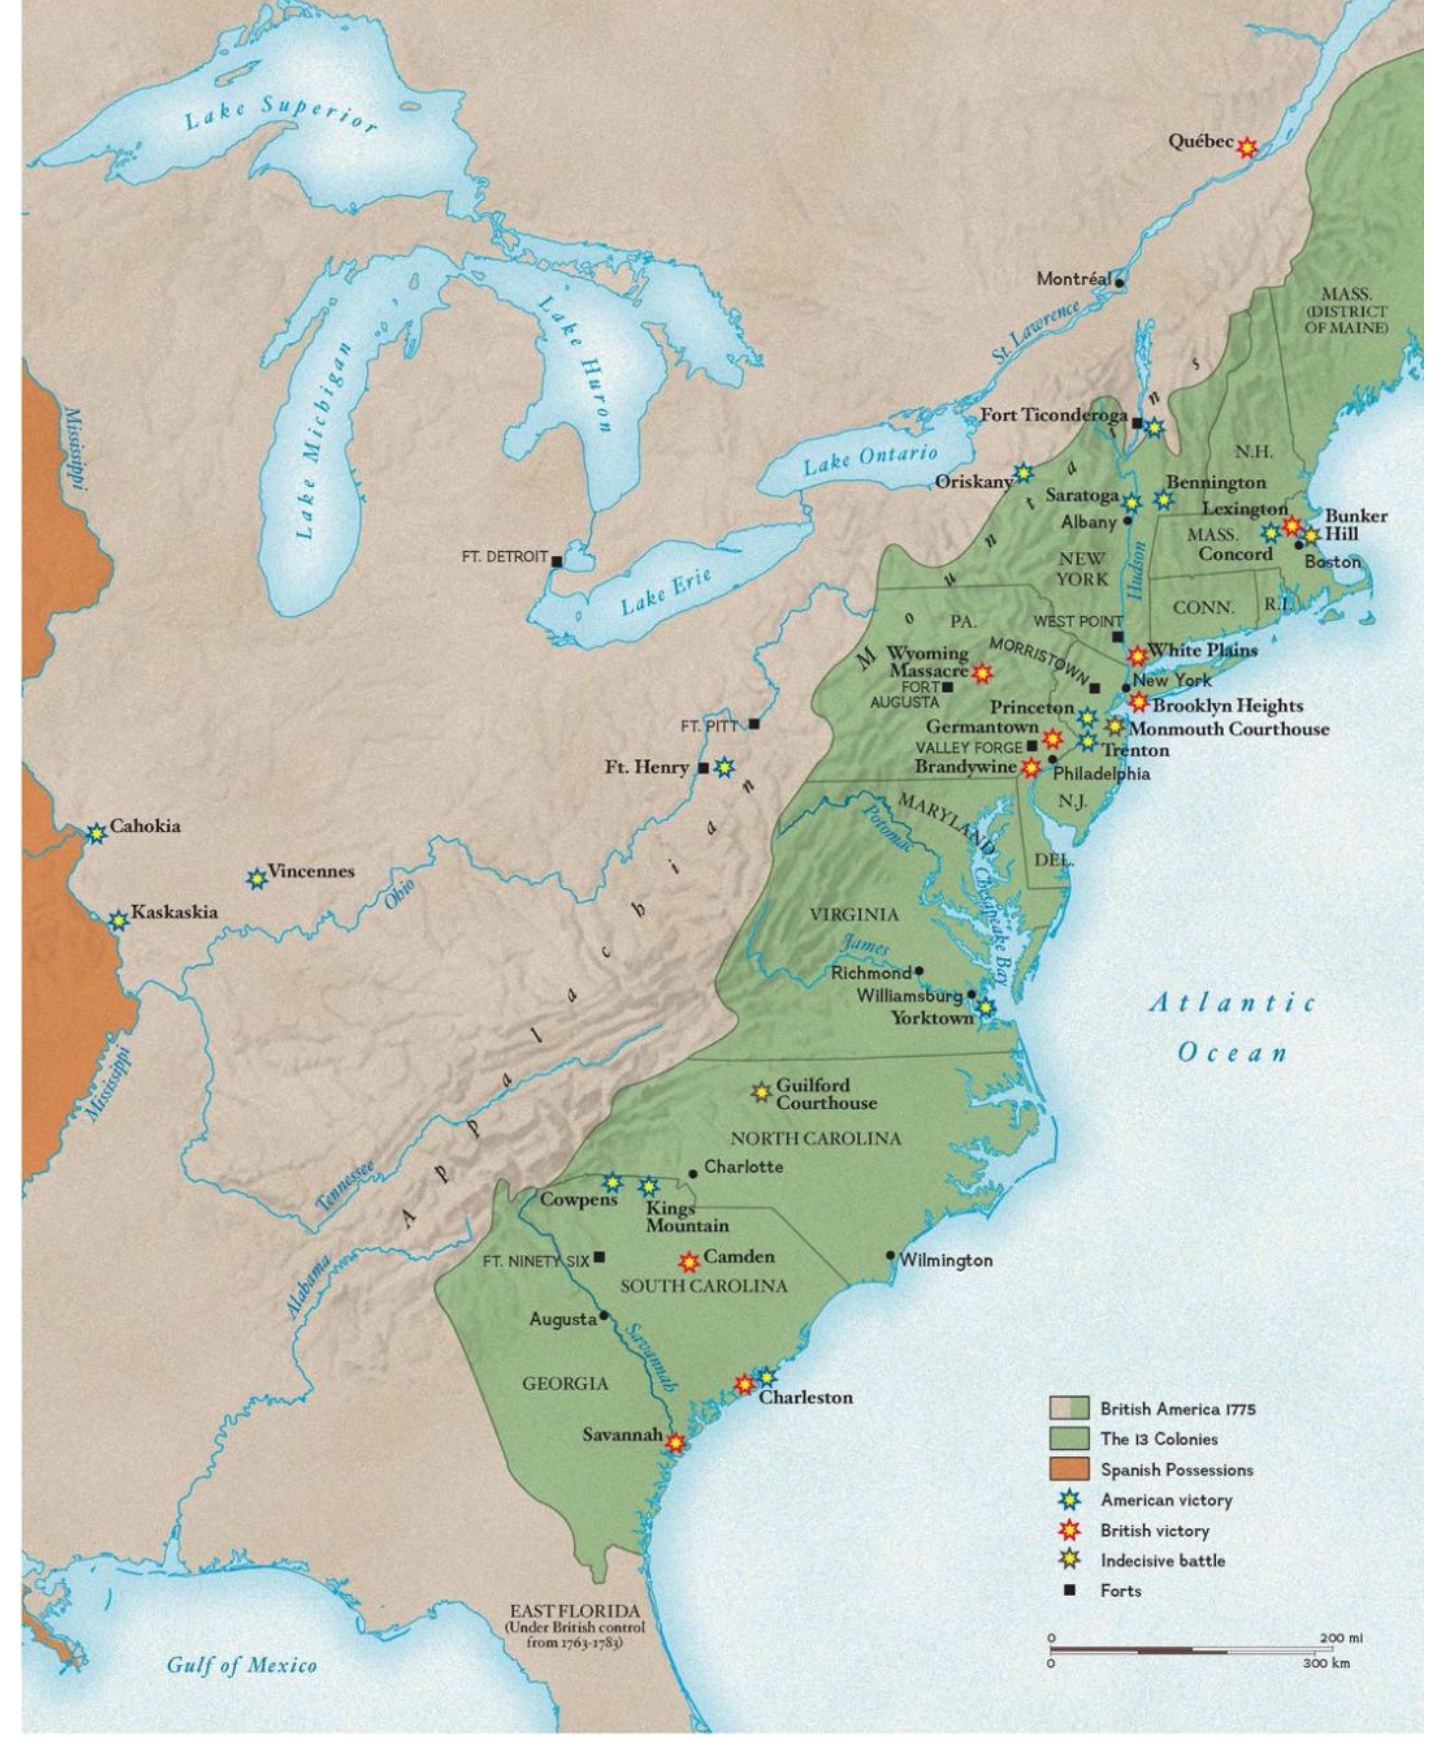 Lake Superior
Québec
Montréal
St. Lawrence
MASS.
(DISTRICT
OF MAINE)
Lake Huron
Lake Michigan
Mississippi
Fort Ticonderoga
Lake Ontario
Oriskany
Saratoga
Albany
Bennington
N.H.
Lexington
MASS.
Concord
Bunker
Hill
Boston
FT. DETROIT
Lake Erie
NEW
YORK
Hudson
CONN.
R.I.
PA.
WEST POINT
MORRISTOWN
Wyoming
Massacre
FORT
AUGUSTA
White Plains
New York
Princeton
Brooklyn Heights
Germantown
Monmouth Courthouse
VALLEY FORGE
Trenton
Brandywine
Philadelphia
FT. PITT
Ft. Henry
N.J.
MARYLAND
Potomac
DEL.
Chesapeake Bay
Cahokia
Vincennes
Kaskaskia
Ohio
VIRGINIA
James
Richmond
Williamsburg
Yorktown
Appalachian Mountains
Atlantic
Ocean
Mississippi
Guilford
Courthouse
NORTH CAROLINA
Charlotte
Tennessee
Cowpens
Kings
Mountain
Alabama
FT. NINETY SIX
Camden
SOUTH CAROLINA
Wilmington
Augusta
Savannah
GEORGIA
Charleston
Savannah
EAST FLORIDA
(Under British control
from 1763-1783)
Gulf of Mexico
British America 1775
The 13 Colonies
Spanish Possessions
American victory
British victory
Indecisive battle
Forts
0 200 mi
0 300 km